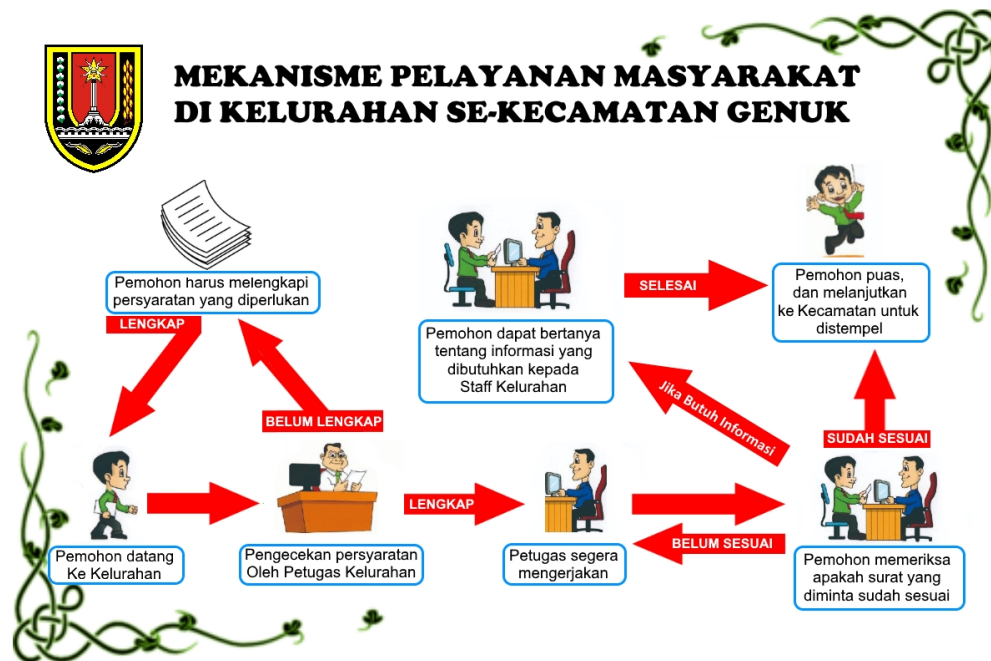 MEKANISME PELAYANAN MASYARAKAT
DI KELURAHAN SE-KECAMATAN GENUK
Pemohon harus melengkapi
persyaratan yang diperlukan
LENGKAP
BELUM LENGKAP
Pemohon datang
Ke Kelurahan
Pengecekan persyaratan
Oleh Petugas Kelurahan
LENGKAP
Petugas segera
mengerjakan
BELUM SESUAI
Pemohon memeriksa
apakah surat yang
diminta sudah sesuai
Jika Butuh Informasi
Pemohon dapat bertanya
tentang informasi yang
dibutuhkan kepada
Staff Kelurahan
SELESAI
SUDAH SESUAI
Pemohon puas,
dan melanjutkan
ke Kecamatan untuk
distempel